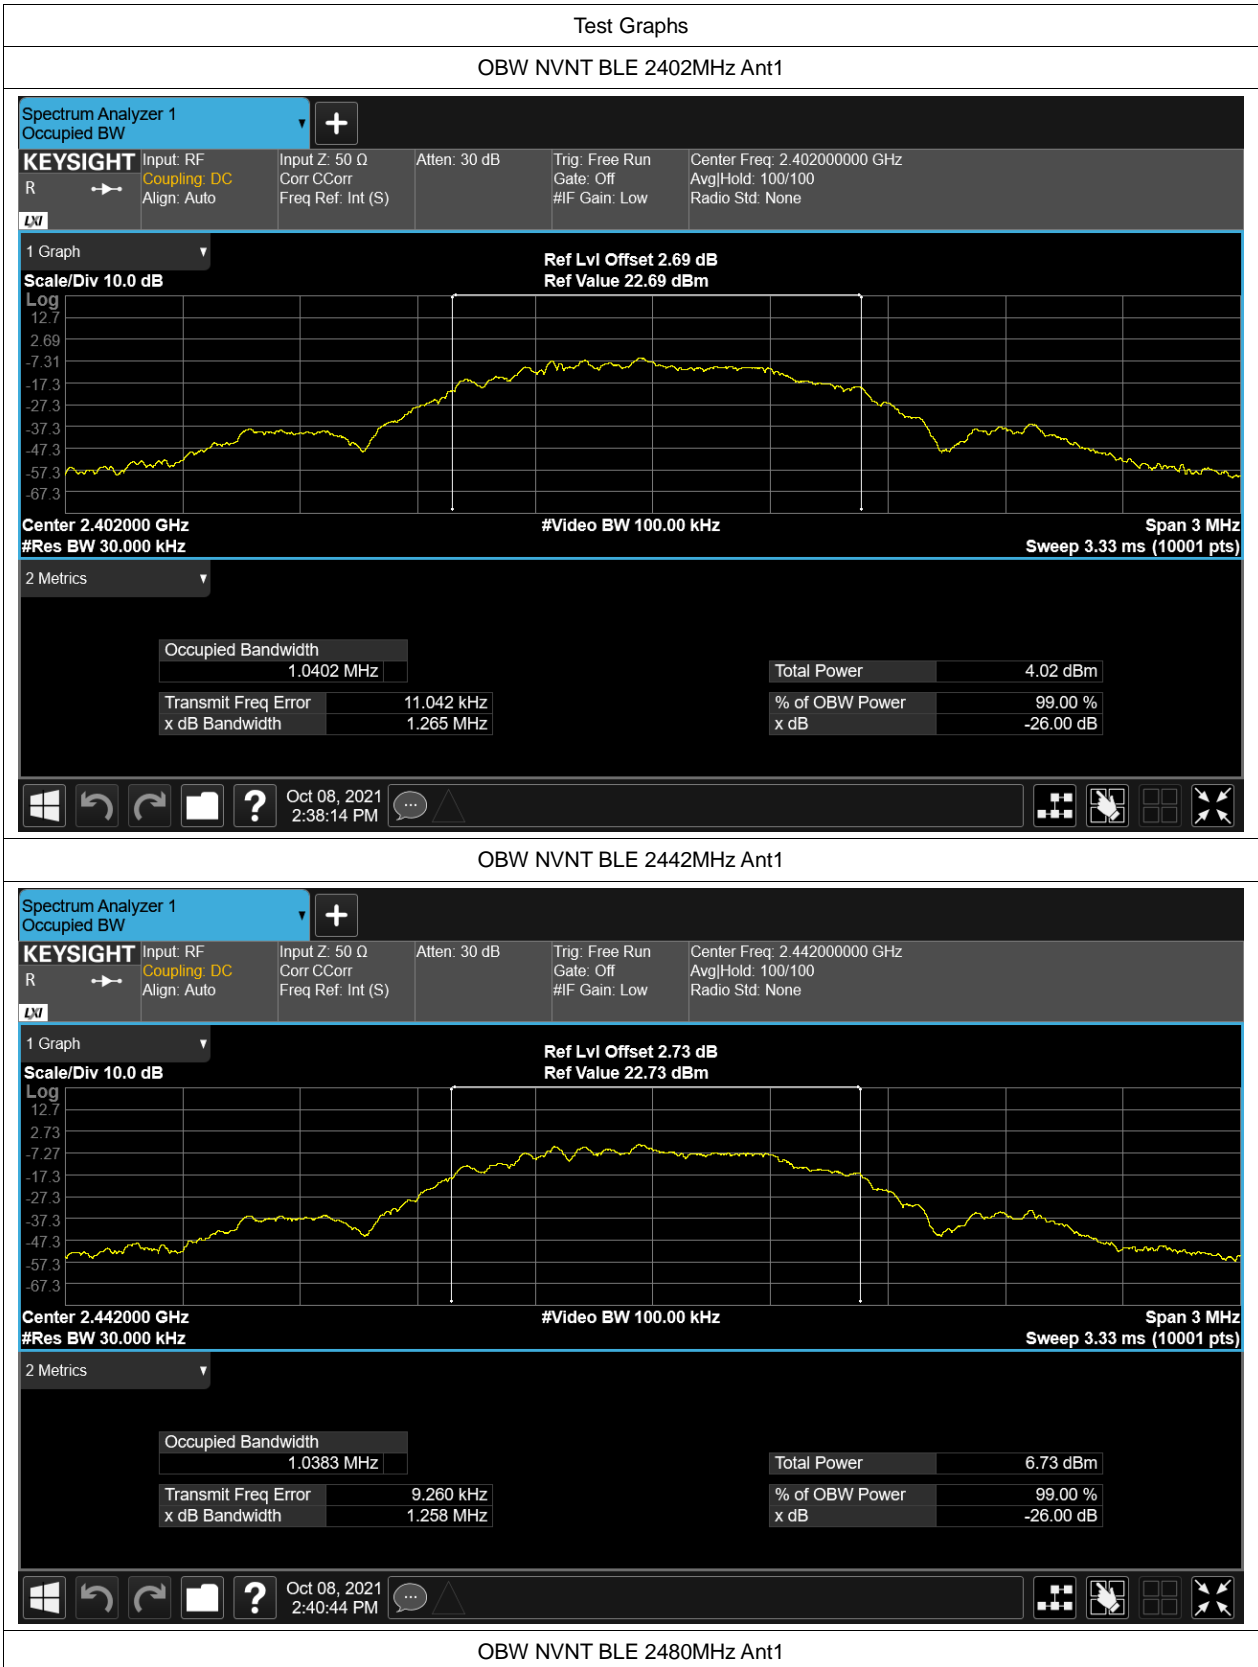 Test Graphs
OBW NVNT BLE 2402MHz Ant1
Spectrum Analyzer 1
Occupied BW
KEYSIGHT
R
LXI
Input: RF
Coupling: DC
Align: Auto
Input Z: 50 Ω
Corr CCorr
Freq Ref: Int (S)
Atten: 30 dB
Trig: Free Run
Gate: Off
#IF Gain: Low
Center Freq: 2.402000000 GHz
Avg|Hold: 100/100
Radio Std: None
1 Graph
Scale/Div 10.0 dB
Ref Lvl Offset 2.69 dB
Ref Value 22.69 dBm
Log
12.7
2.69
-7.31
-17.3
-27.3
-37.3
-47.3
-57.3
-67.3
Center 2.402000 GHz
#Video BW 100.00 kHz
Span 3 MHz
#Res BW 30.000 kHz
Sweep 3.33 ms (10001 pts)
2 Metrics
Occupied Bandwidth
1.0402 MHz
Total Power 4.02 dBm
Transmit Freq Error 11.042 kHz
% of OBW Power 99.00 %
x dB Bandwidth 1.265 MHz
x dB -26.00 dB
?
Oct 08, 2021
2:38:14 PM
OBW NVNT BLE 2442MHz Ant1
Spectrum Analyzer 1
Occupied BW
KEYSIGHT
R
LXI
Input: RF
Coupling: DC
Align: Auto
Input Z: 50 Ω
Corr CCorr
Freq Ref: Int (S)
Atten: 30 dB
Trig: Free Run
Gate: Off
#IF Gain: Low
Center Freq: 2.442000000 GHz
Avg|Hold: 100/100
Radio Std: None
1 Graph
Scale/Div 10.0 dB
Ref Lvl Offset 2.73 dB
Ref Value 22.73 dBm
Log
12.7
2.73
-7.27
-17.3
-27.3
-37.3
-47.3
-57.3
-67.3
Center 2.442000 GHz
#Video BW 100.00 kHz
Span 3 MHz
#Res BW 30.000 kHz
Sweep 3.33 ms (10001 pts)
2 Metrics
Occupied Bandwidth
1.0383 MHz
Total Power 6.73 dBm
Transmit Freq Error 9.260 kHz
% of OBW Power 99.00 %
x dB Bandwidth 1.258 MHz
x dB -26.00 dB
?
Oct 08, 2021
2:40:44 PM
OBW NVNT BLE 2480MHz Ant1